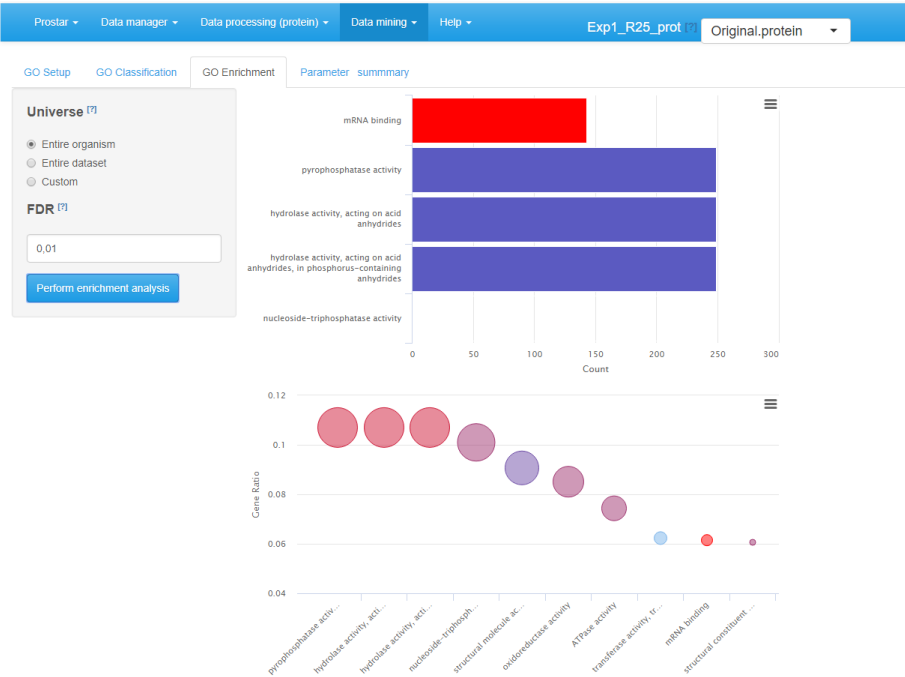 Prostar Data manager Data processing (protein) Data mining Help Exp1_R25_prot [?] Original.protein
GO Setup GO Classification GO Enrichment Parameter summmary
Universe [?]
Entire organism
Entire dataset
Custom
FDR [?]
0,01
Perform enrichment analysis
mRNA binding
pyrophosphatase activity
hydrolase activity, acting on acid
anhydrides
hydrolase activity, acting on acid
anhydrides, in phosphorus-containing
anhydrides
nucleoside-triphosphatase activity
0 50 100 150 200 250 300
Count
0.12
0.1
0.08
0.06
0.04
Gene Ratio
pyrophosphatase activ...
hydrolase activity, acti...
hydrolase activity, acti...
nucleoside-triphosph...
structural molecule ac...
oxidoreductase activity
ATPase activity
transferase activity, tr...
mRNA binding
structural constituent ...